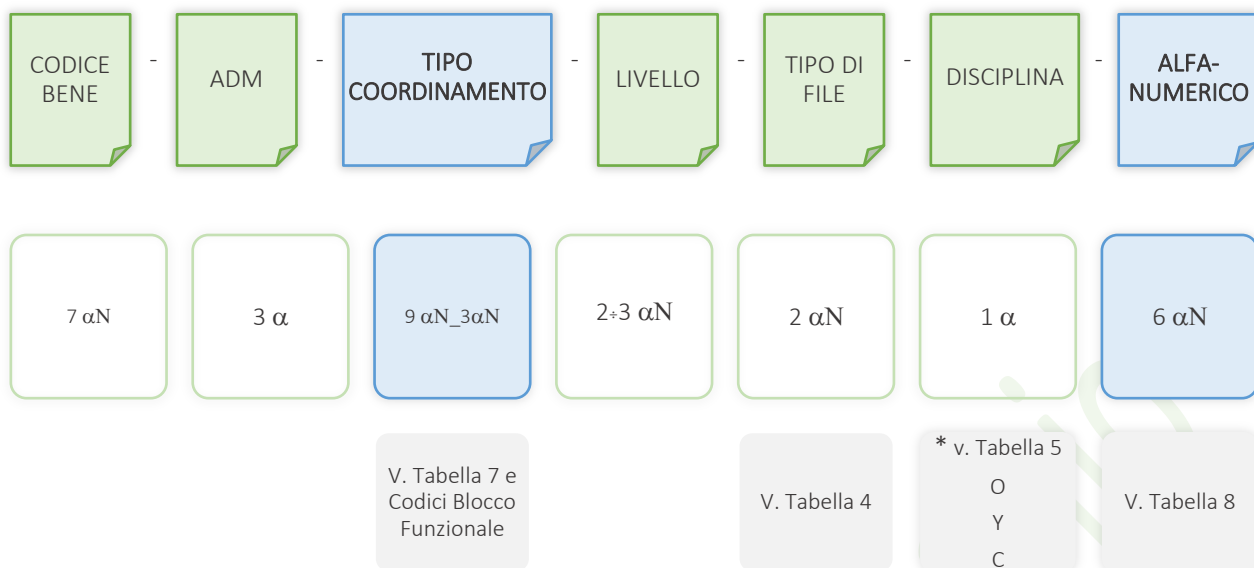 CODICE
BENE
-
ADM
-
TIPO
COORDINAMENTO
-
LIVELLO
-
TIPO DI
FILE
-
DISCIPLINA
-
ALFA-
NUMERICO
7 αN
3 α
9 αN_3αN
2÷3 αN
2 αN
1 α
6 αN
V. Tabella 7 e
Codici Blocco
Funzionale
V. Tabella 4
* v. Tabella 5
O
Y
C
V. Tabella 8